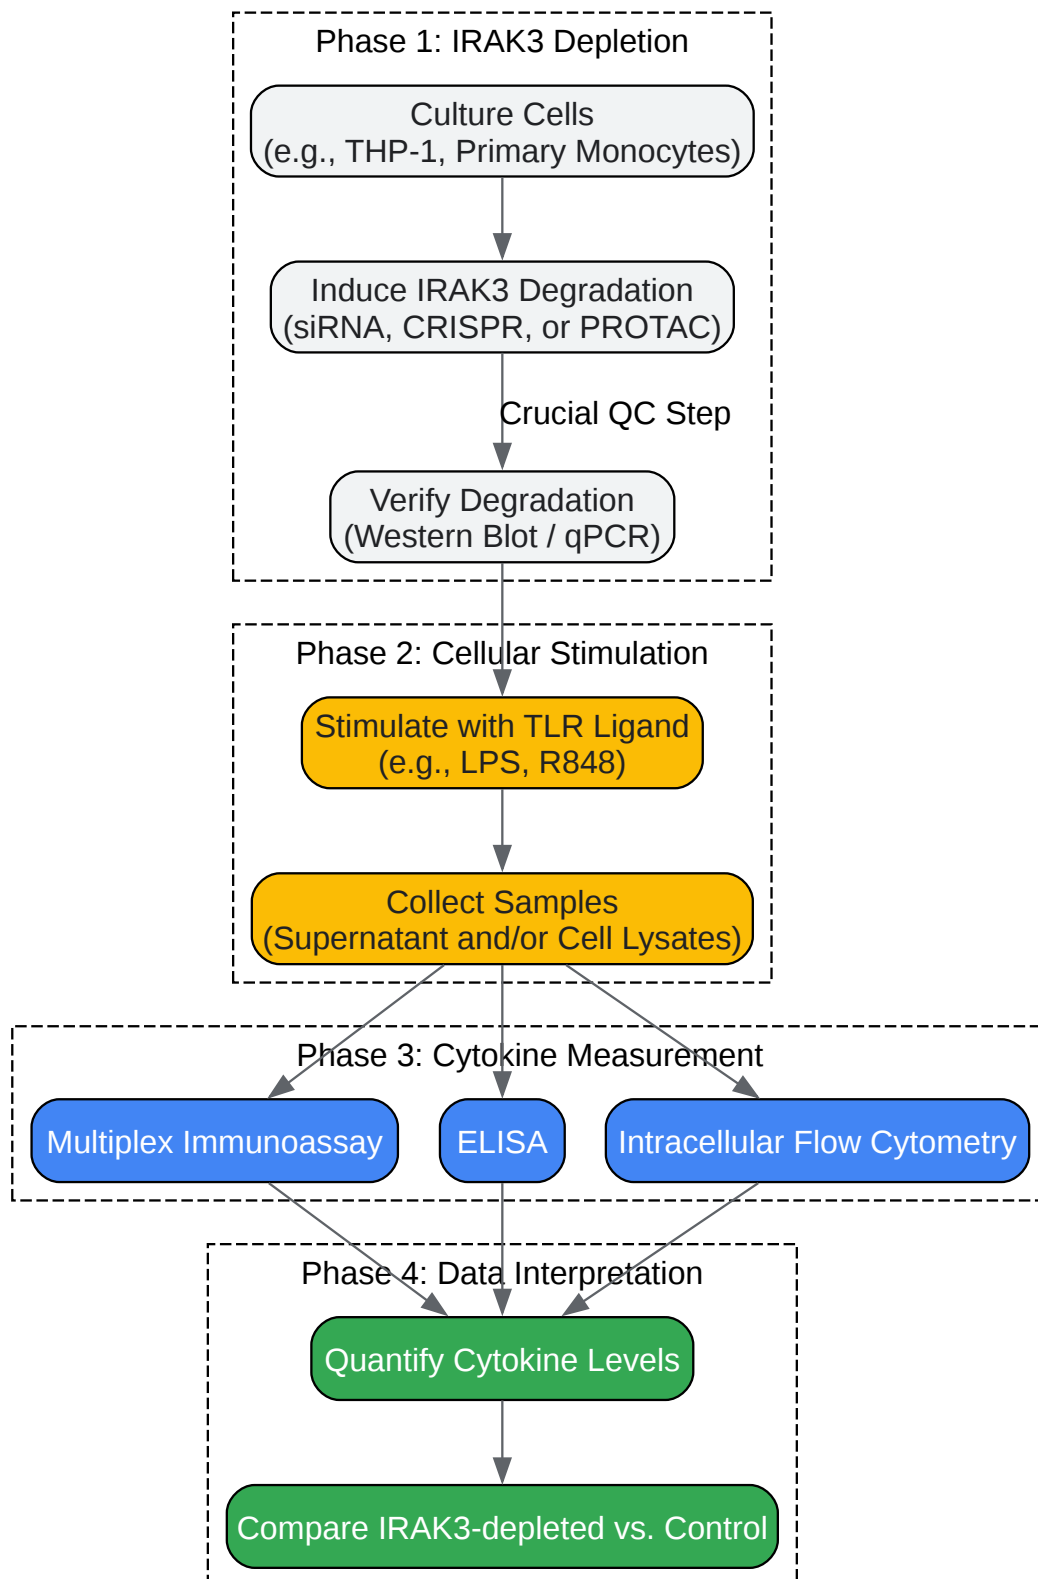 Phase 1: IRAK3 Depletion
Culture Cells
(e.g., THP-1, Primary Monocytes)
Induce IRAK3 Degradation
(siRNA, CRISPR, or PROTAC)
Crucial QC Step
Verify Degradation
(Western Blot / qPCR)
Phase 2: Cellular Stimulation
Stimulate with TLR Ligand
(e.g., LPS, R848)
Collect Samples
(Supernatant and/or Cell Lysates)
Phase 3: Cytokine Measurement
Multiplex Immunoassay
ELISA
Intracellular Flow Cytometry
Phase 4: Data Interpretation
Quantify Cytokine Levels
Compare IRAK3-depleted vs. Control